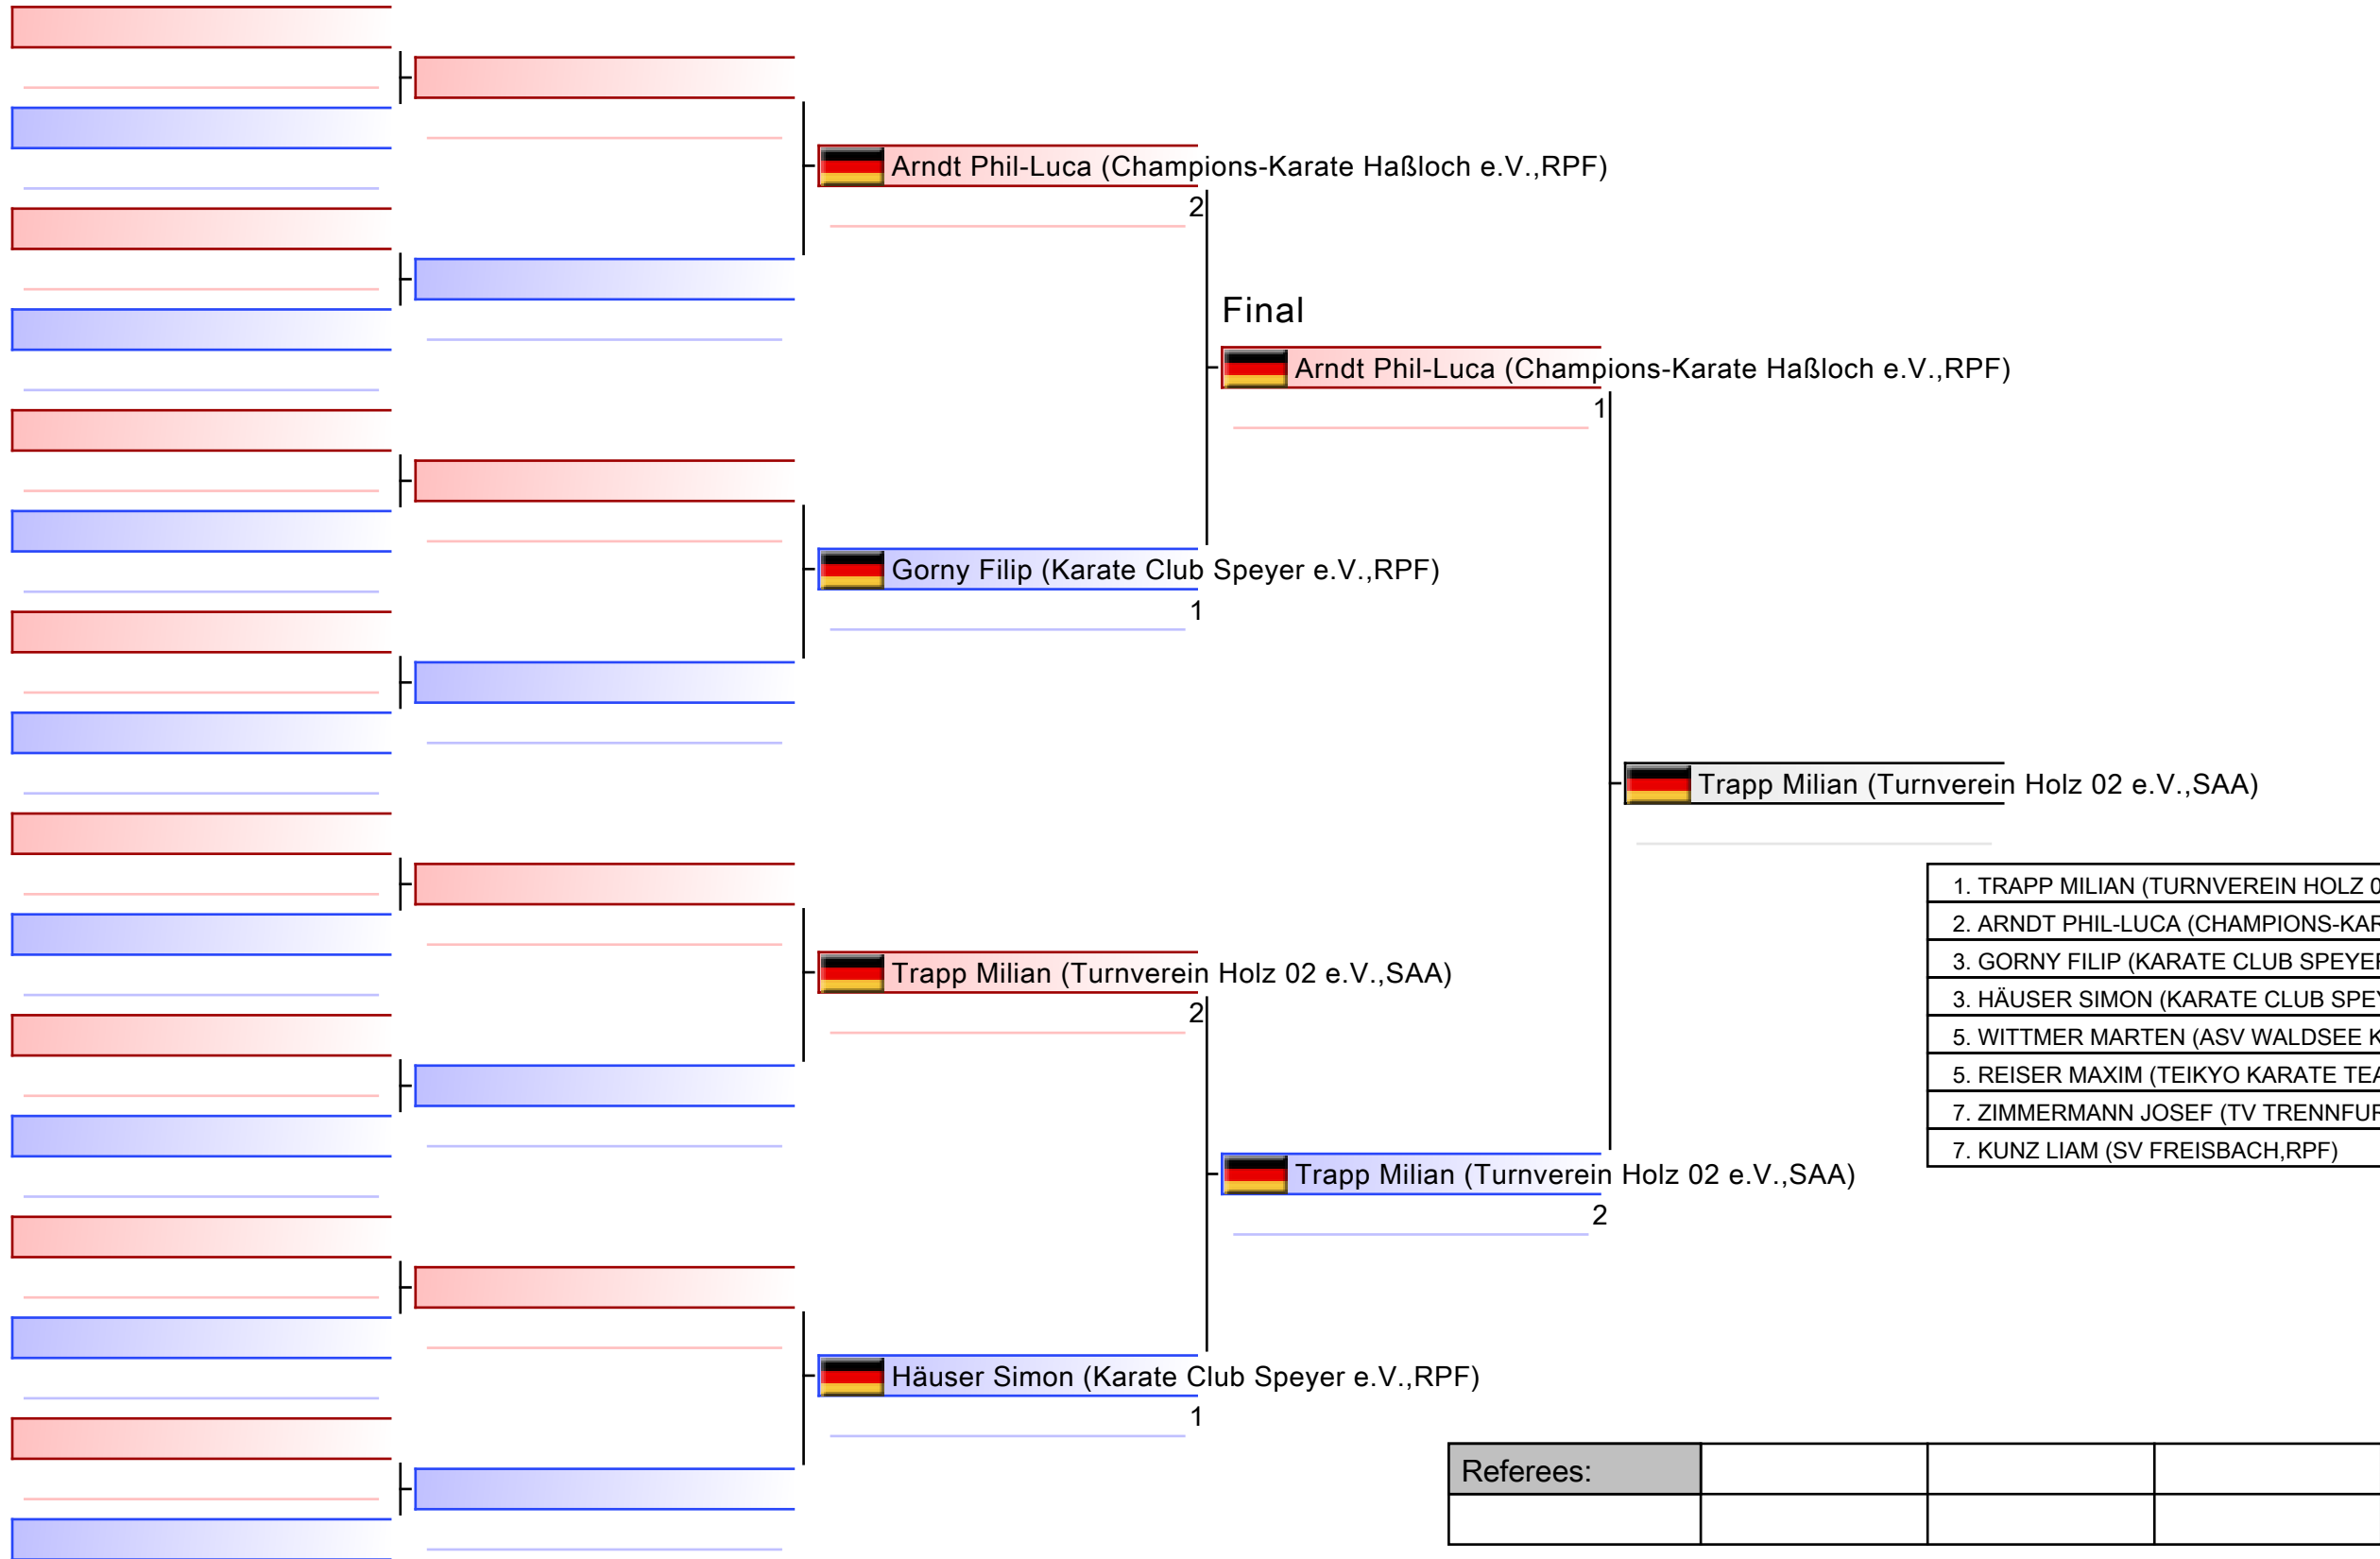 Arndt Phil-Luca (Champions-Karate Haßloch e.V.,RPF)
2
Final
Arndt Phil-Luca (Champions-Karate Haßloch e.V.,RPF)
1
Gorny Filip (Karate Club Speyer e.V.,RPF)
1
Trapp Milian (Turnverein Holz 02 e.V.,SAA)
1. TRAPP MILIAN (TURNVEREIN HOLZ
2. ARNDT PHIL-LUCA (CHAMPIONS-KAR
3. GORNY FILIP (KARATE CLUB SPEYER
3. HÄUSER SIMON (KARATE CLUB SPEY
5. WITTMER MARTEN (ASV WALDSEE K
5. REISER MAXIM (TEIKYO KARATE TEA
7. ZIMMERMANN JOSEF (TV TRENNFUR
7. KUNZ LIAM (SV FREISBACH,RPF)
Trapp Milian (Turnverein Holz 02 e.V.,SAA)
2
Trapp Milian (Turnverein Holz 02 e.V.,SAA)
2
Häuser Simon (Karate Club Speyer e.V.,RPF)
1
Referees: